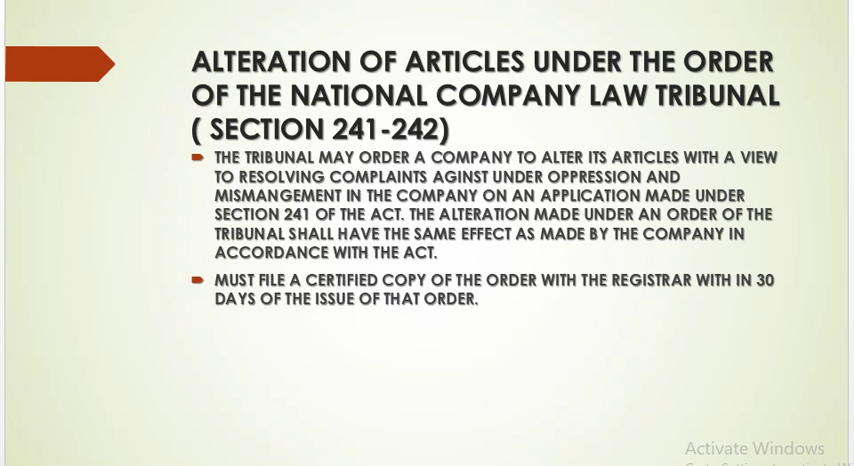 ALTERATION OF ARTICLES UNDER THE ORDER
OF THE NATIONAL COMPANY LAW TRIBUNAL
( SECTION 241-242)
THE TRIBUNAL MAY ORDER A COMPANY TO ALTER ITS ARTICLES WITH A VIEW
TO RESOLVING COMPLAINTS AGINST UNDER OPPRESSION AND
MISMANGEMENT IN THE COMPANY ON AN APPLICATION MADE UNDER
SECTION 241 OF THE ACT. THE ALTERATION MADE UNDER AN ORDER OF THE
TRIBUNAL SHALL HAVE THE SAME EFFECT AS MADE BY THE COMPANY IN
ACCORDANCE WITH THE ACT.
MUST FILE A CERTIFIED COPY OF THE ORDER WITH THE REGISTRAR WITH IN 30
DAYS OF THE ISSUE OF THAT ORDER.
Activate Windows